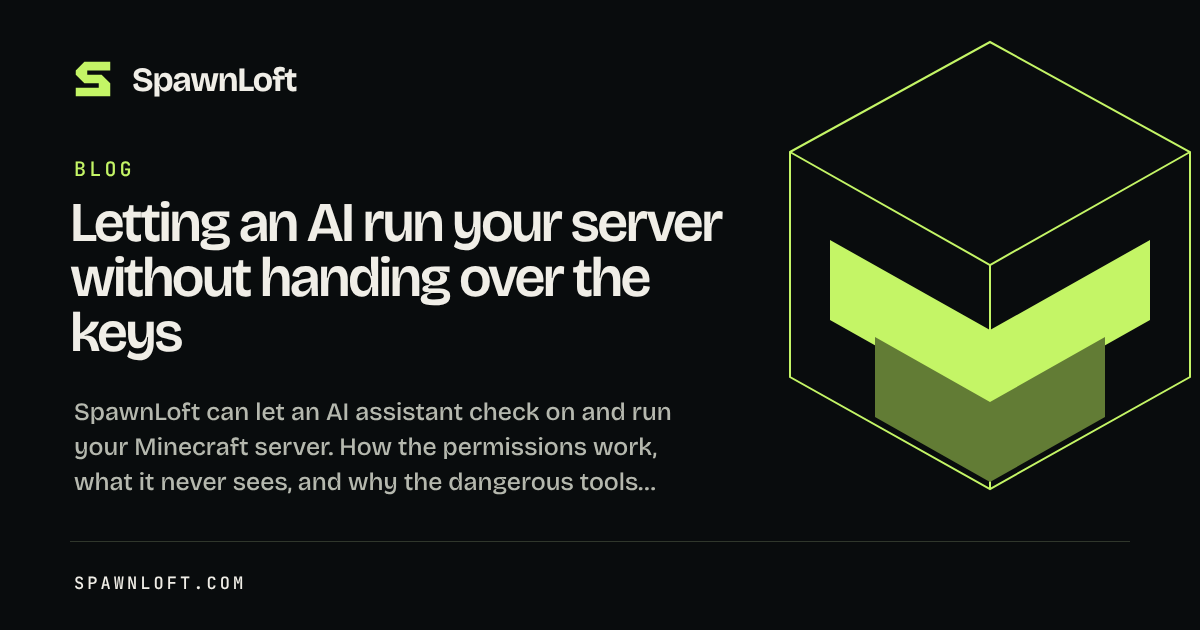 SpawnLoft
BLOG
Letting an AI run your server
without handing over the
keys
SpawnLoft can let an AI assistant check on and run
your Minecraft server. How the permissions work,
what it never sees, and why the dangerous tools...
SPAWNLOFT.COM